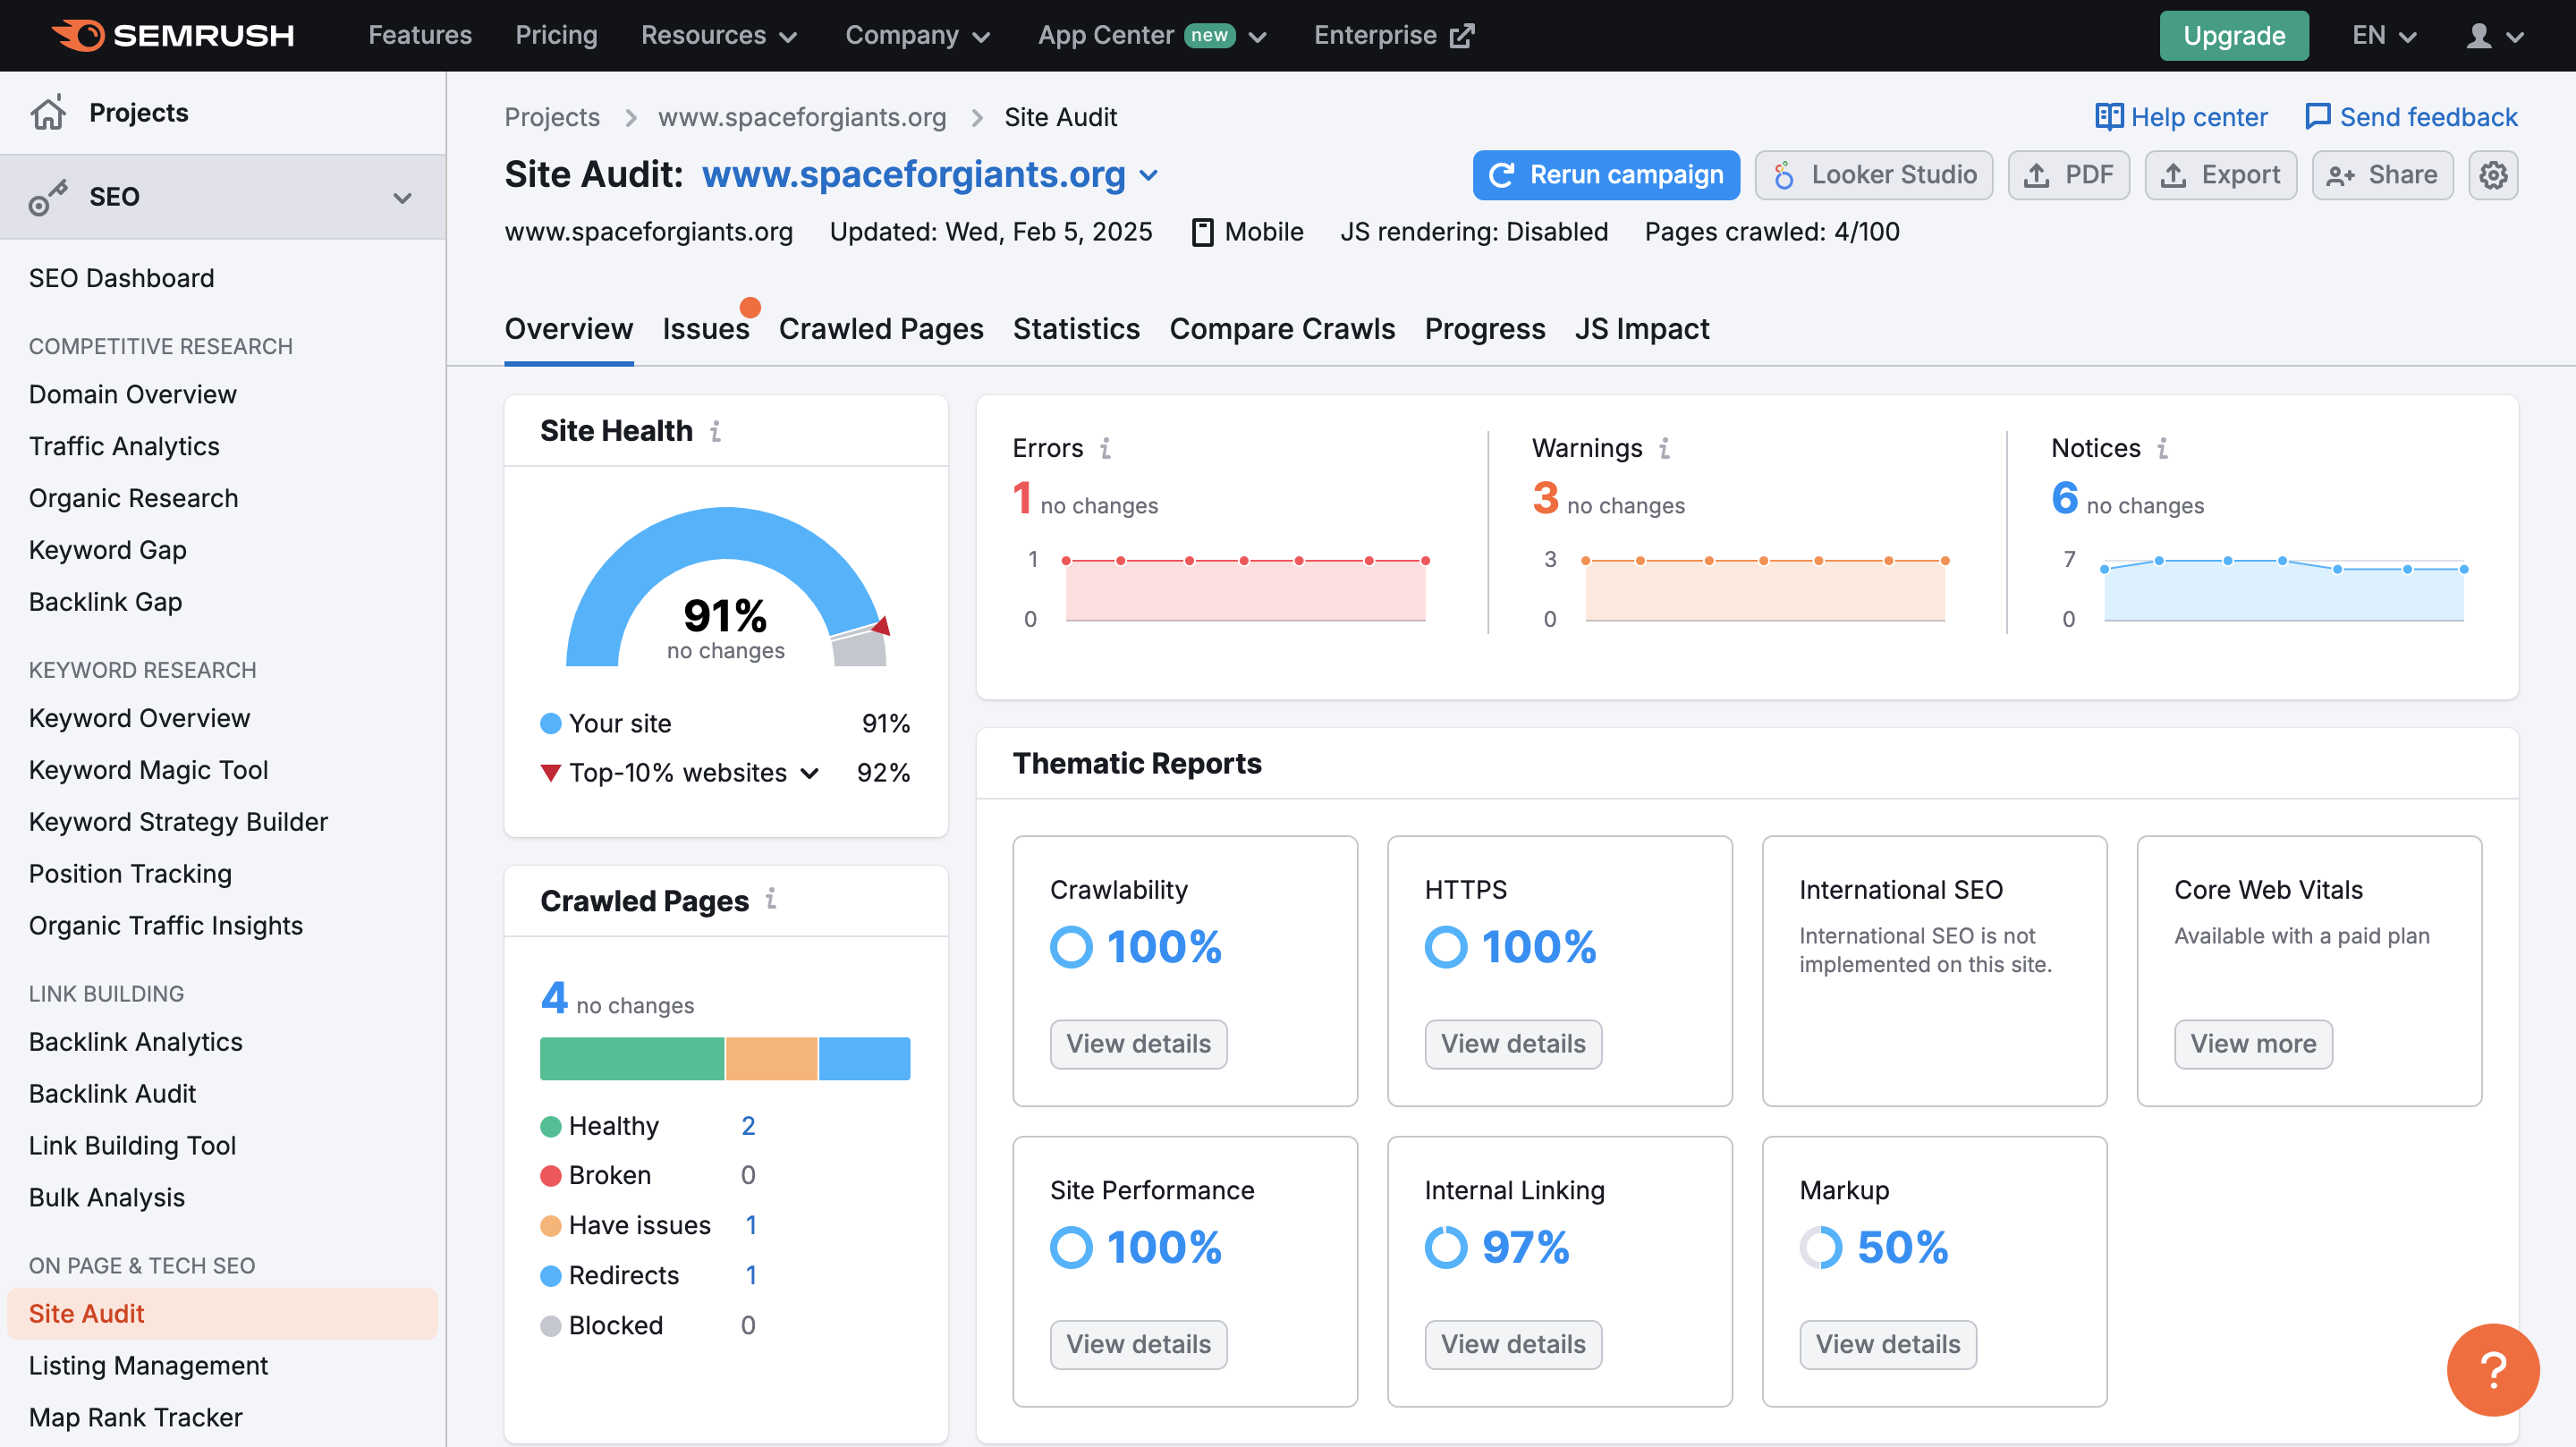 SEMRUSH
Features Pricing Resources Company App Center new Enterprise Upgrade EN
Projects
SEO
SEO Dashboard
COMPETITIVE RESEARCH
Domain Overview
Traffic Analytics
Organic Research
Keyword Gap
Backlink Gap
KEYWORD RESEARCH
Keyword Overview
Keyword Magic Tool
Keyword Strategy Builder
Position Tracking
Organic Traffic Insights
LINK BUILDING
Backlink Analytics
Backlink Audit
Link Building Tool
Bulk Analysis
ON PAGE & TECH SEO
Site Audit
Listing Management
Map Rank Tracker
Projects > www.spaceforgiants.org > Site Audit
Help center Send feedback
Site Audit: www.spaceforgiants.org
Rerun campaign Looker Studio PDF Export Share
www.spaceforgiants.org Updated: Wed, Feb 5, 2025 Mobile JS rendering: Disabled Pages crawled: 4/100
Overview Issues Crawled Pages Statistics Compare Crawls Progress JS Impact
Site Health i
91%
no changes
Your site 91%
Top-10% websites 92%
Crawled Pages i
4 no changes
Healthy 2
Broken 0
Have issues 1
Redirects 1
Blocked 0
Errors i
1 no changes
1
0
Warnings i
3 no changes
3
0
Notices i
6 no changes
7
0
Thematic Reports
Crawlability
100%
View details
HTTPS
100%
View details
International SEO
International SEO is not
implemented on this site.
Core Web Vitals
Available with a paid plan
View more
Site Performance
100%
View details
Internal Linking
97%
View details
Markup
50%
View details
?